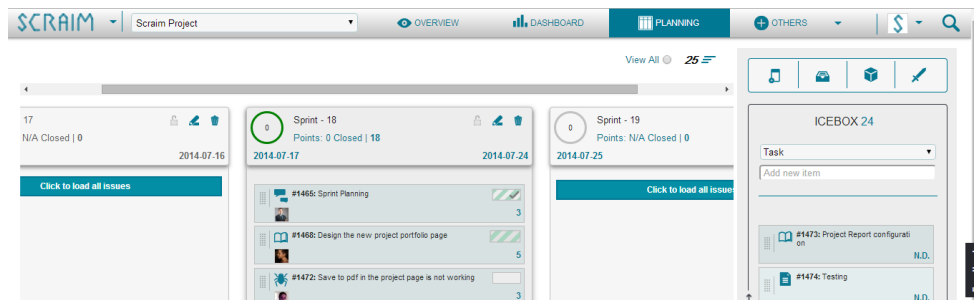 SCRAIM
Scraim Project
OVERVIEW
DASHBOARD
PLANNING
OTHERS
View All
25
17
N/A Closed | 0
2014-07-16
Click to load all issues
0
Sprint - 18
Points: 0 Closed | 18
2014-07-17
2014-07-24
#1465: Sprint Planning
3
#1468: Design the new project portfolio page
5
#1472: Save to pdf in the project page is not working
3
0
Sprint - 19
Points: N/A Closed | 0
2014-07-25
Click to load all issues
ICEBOX 24
Task
Add new item
#1473: Project Report configurati
on
N.D.
#1474: Testing
N.D.